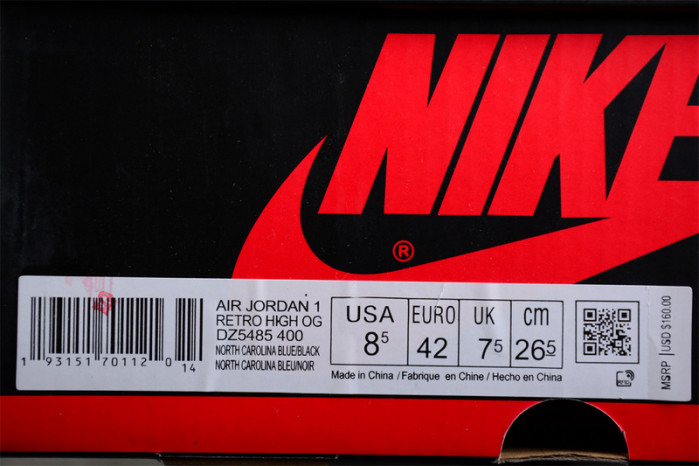 NIKE
®
AIR JORDAN 1
RETRO HIGH OG
DZ5485 400
NORTH CAROLINA BLUE/BLACK
NORTH CAROLINA BLEU/NOIR
USA EURO UK cm
8.5 42 7.5 26.5
Made in China / Fabrique en Chine / Hecho en China
1 93151 70112 0 14
MSRP USD $160.00